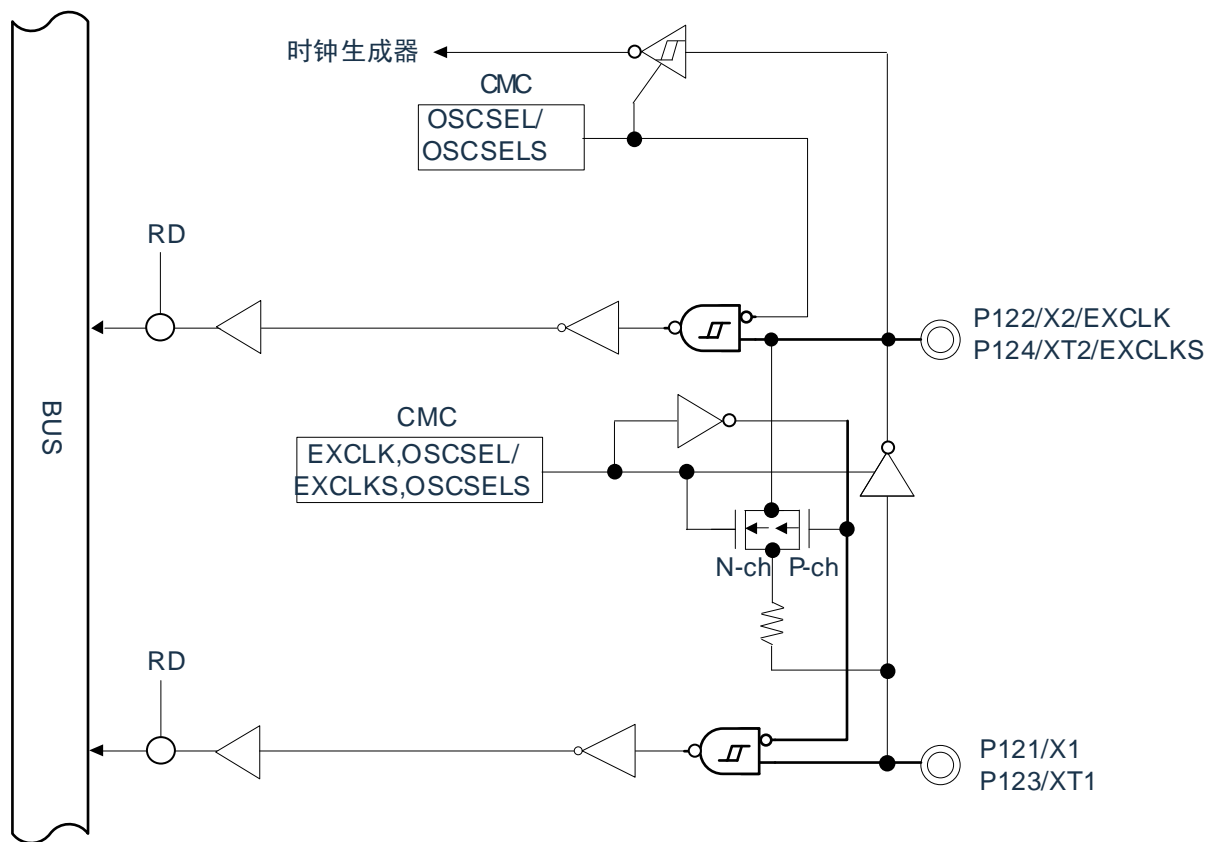 时钟生成器
CMC
OSCSEL/
OSCSELS
RD
P122/X2/EXCLK
P124/XT2/EXCLKS
BUS
CMC
EXCLK,OSCSEL/
EXCLKS,OSCSELS
N-ch P-ch
RD
P121/X1
P123/XT1